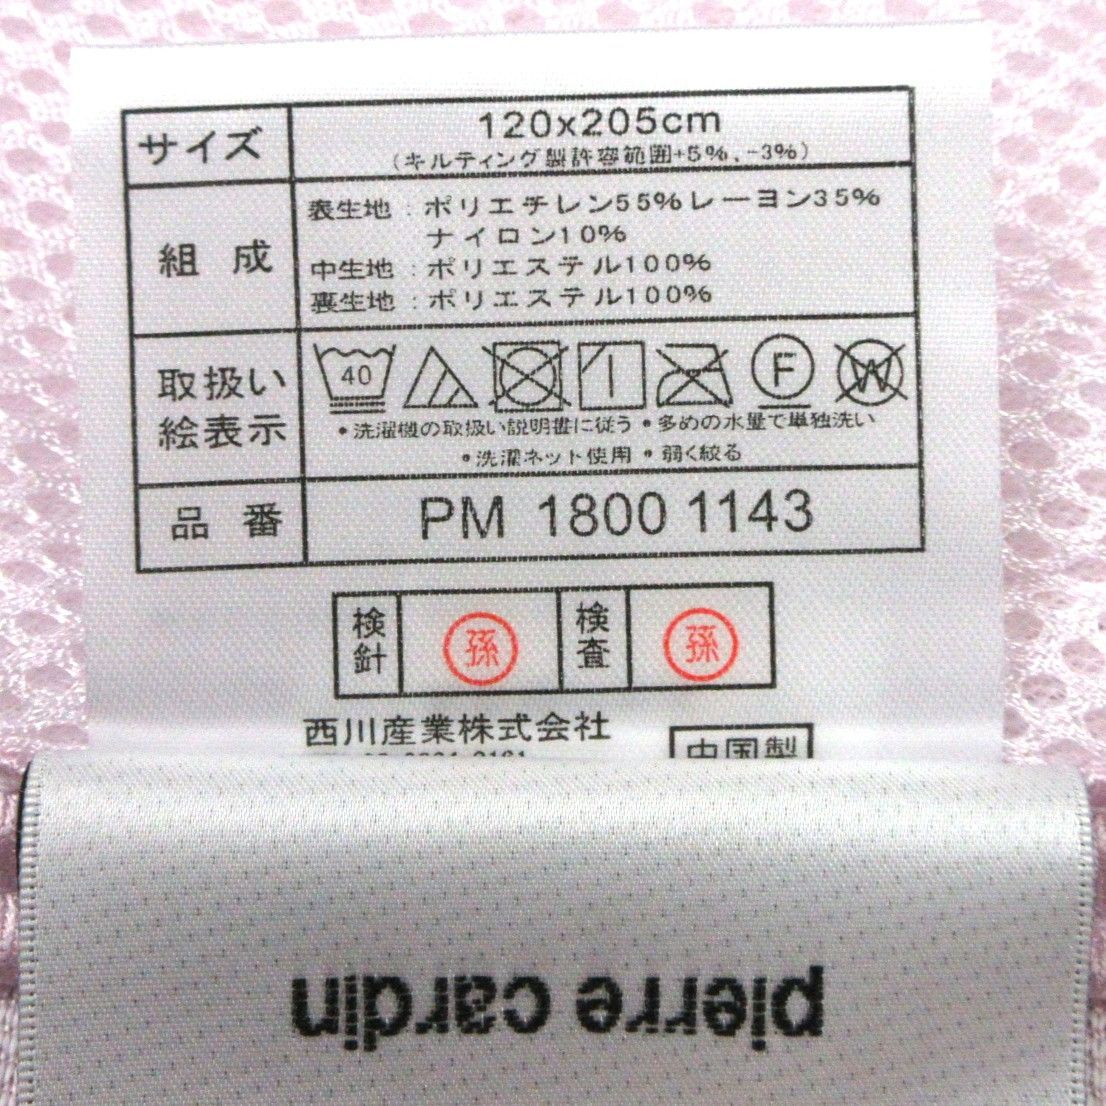 サイズ
120x205cm
(キルティング製許容範囲+5%、-3%)
組成
表生地:ポリエチレン55%レーヨン35%
ナイロン10%
中生地:ポリエステル100%
裏生地:ポリエステル100%
取扱い
絵表示
40
F
W
•洗濯機の取扱い説明書に従う •多めの水量で単独洗い
•洗濯ネット使用 •弱く絞る
品番
PM 1800 1143
検針
孫
検査
孫
西川産業株式会社
中国製
pierre cardin